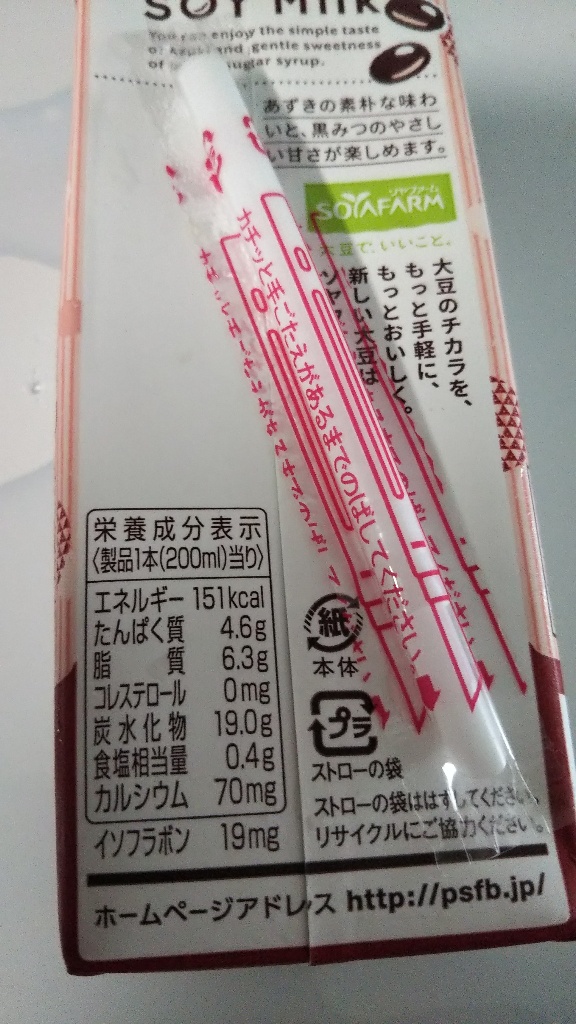 SOY Milk
You can enjoy the simple taste
and gentle sweetness
of sugar syrup.
あずきの素朴な味わ
いと、黒みつのやさし
い甘さが楽しめます。
ソヤファーム
SOYAFARM
大豆で、いいこと。
大豆のチカラを、
もっと手軽に、
もっとおいしく。
新しい大豆は
ソヤフ
カチッと手ごたえがあるまでのばしてください。
栄養成分表示
〈製品1本(200ml)当り〉
エネルギー 151kcal
たんぱく質 4.6g
脂質 6.3g
コレステロール 0mg
炭水化物 19.0g
食塩相当量 0.4g
カルシウム 70mg
イソフラボン 19mg
紙
本体
プラ
ストローの袋
ストローの袋ははずしてください。
リサイクルにご協力ください。
ホームページアドレス http://psfb.jp/